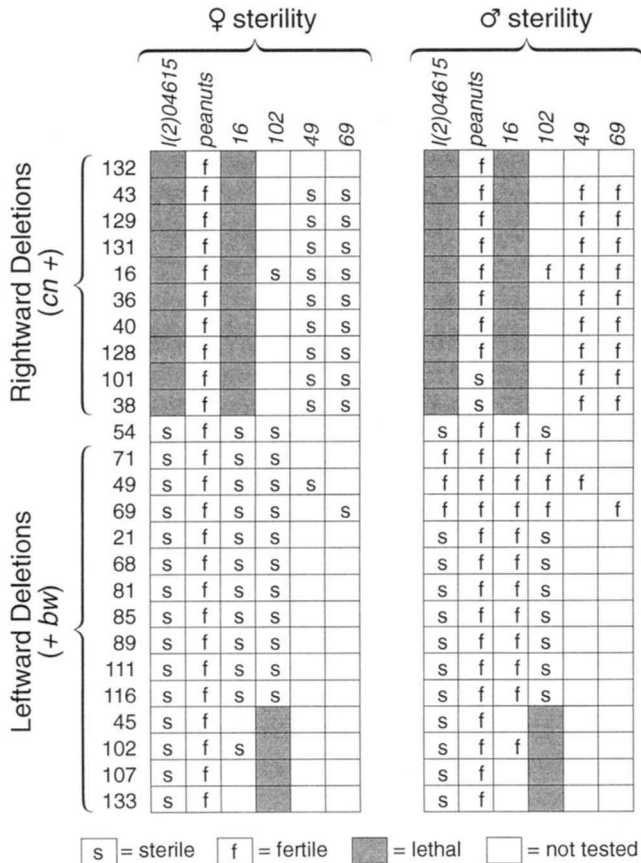 ♀ sterility ♂ sterility
l(2)04615 peanuts 16 102 49 69 l(2)04615 peanuts 16 102 49 69
Rightward Deletions
(cn +)
132 f f
43 f s s f f f
129 f s s f f f
131 f s s f f f
16 f s s s f f f f
36 f s s f f f
40 f s s f f f
128 f s s f f f
101 f s s s f f
38 f s s s f f
54 s f s s s f f s
Leftward Deletions
(+ bw)
71 s f s s f f f f
49 s f s s s f f f f f
69 s f s s s f f f f f
21 s f s s s f f s
68 s f s s s f f s
81 s f s s s f f s
85 s f s s s f f s
89 s f s s s f f s
111 s f s s s f f s
116 s f s s s f f s
45 s f s f
102 s f s s f f
107 s f s f
133 s f s f
s = sterile f = fertile = lethal = not tested